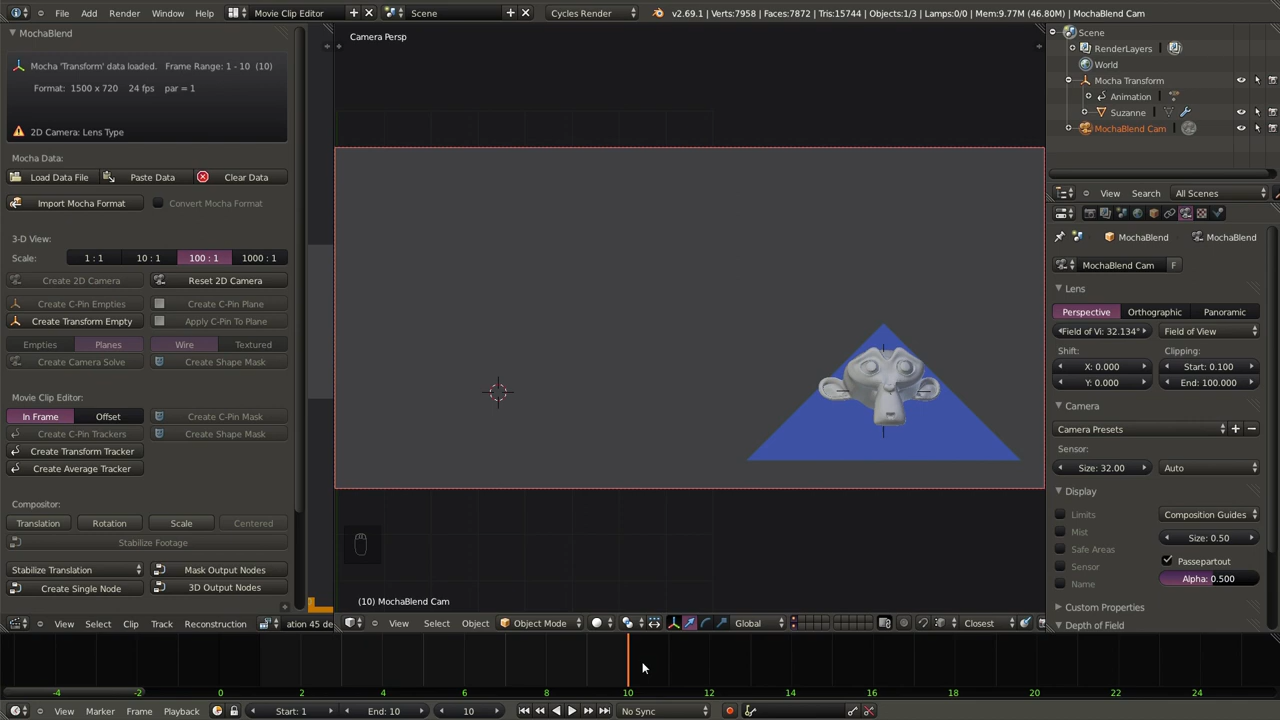 File Add Render Window Help Movie Clip Editor Scene Cycles Render v2.69.1 | Verts:7958 | Faces:7872 | Tris:15744 | Objects:1/3 | Lamps:0/0 | Mem:9.77M (46.80M) | MochaBlend Cam
MochaBlend
Mocha 'Transform' data loaded. Frame Range: 1 - 10 (10)
Format: 1500 x 720 24 fps par = 1
2D Camera: Lens Type
Mocha Data:
Load Data File Paste Data Clear Data
Import Mocha Format Convert Mocha Format
3-D View:
Scale: 1 : 1 10 : 1 100 : 1 1000 : 1
Create 2D Camera Reset 2D Camera
Create C-Pin Empties Create C-Pin Plane
Create Transform Empty Apply C-Pin To Plane
Empties Planes Wire Textured
Create Camera Solve Create Shape Mask
Movie Clip Editor:
In Frame Offset Create C-Pin Mask
Create C-Pin Trackers Create Shape Mask
Create Transform Tracker
Create Average Tracker
Compositor:
Translation Rotation Scale Centered
Stabilize Footage
Stabilize Translation Mask Output Nodes
Create Single Node 3D Output Nodes
View Select Clip Track Reconstruction ation 45 de
Camera Persp
(10) MochaBlend Cam
View Select Object Object Mode Global Closest
Scene
RenderLayers
World
Mocha Transform
Animation
Suzanne
MochaBlend Cam
View Search All Scenes
MochaBlend MochaBlend
MochaBlend Cam F
Lens
Perspective Orthographic Panoramic
Field of Vi: 32.134° Field of View
Shift: Clipping:
X: 0.000 Start: 0.100
Y: 0.000 End: 100.000
Camera
Camera Presets
Sensor:
Size: 32.00 Auto
Display
Limits Composition Guides
Mist Size: 0.50
Safe Areas
Sensor Passepartout
Name Alpha: 0.500
Custom Properties
Depth of Field
-4 -2 0 2 4 6 8 10 12 14 16 18 20 22 24
View Marker Frame Playback Start: 1 End: 10 10 No Sync